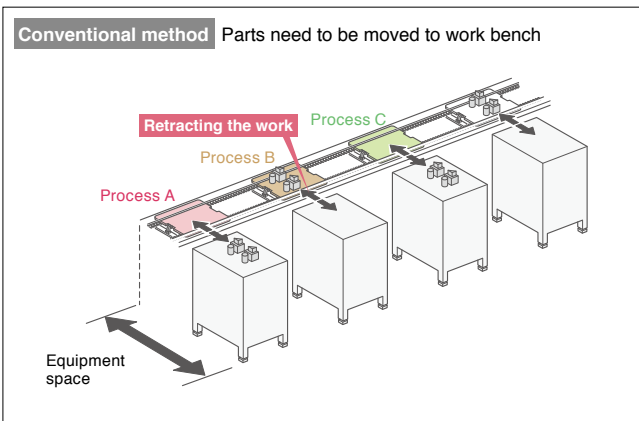 Conventional method Parts need to be moved to work bench
Retracting the work
Process C
Process B
Process A
Equipment
space